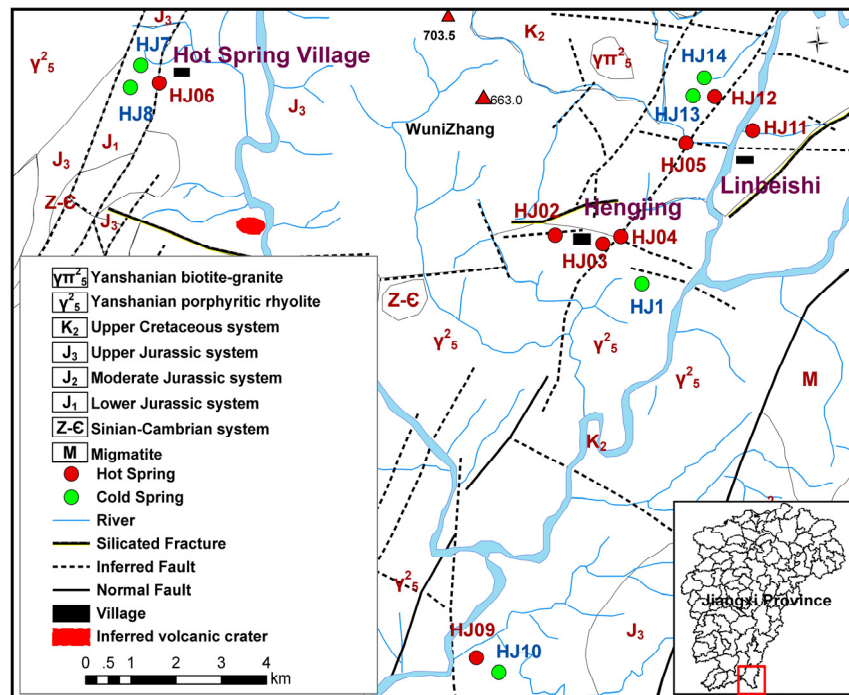 J3
703.5
K2
γ²5
HJ7
Hot Spring Village
γπ²5
HJ14
HJ06
HJ8
J3
663.0
HJ12
HJ13
WuniZhang
HJ11
J1
HJ05
J3
Linbeishi
Z-Є
HJ02
Hengjing
J3
HJ04
HJ03
Z-Є
HJ1
γ²5
γ²5
γ²5
M
K2
γ²5
J3
HJ09
HJ10
γπ²5 Yanshanian biotite-granite
γ²5 Yanshanian porphyritic rhyolite
K2 Upper Cretaceous system
J3 Upper Jurassic system
J2 Moderate Jurassic system
J1 Lower Jurassic system
Z-Є Sinian-Cambrian system
M Migmatite
Hot Spring
Cold Spring
River
Silicated Fracture
Inferred Fault
Normal Fault
Village
Inferred volcanic crater
0 .5 1 2 3 4
km
Jiangxi Province